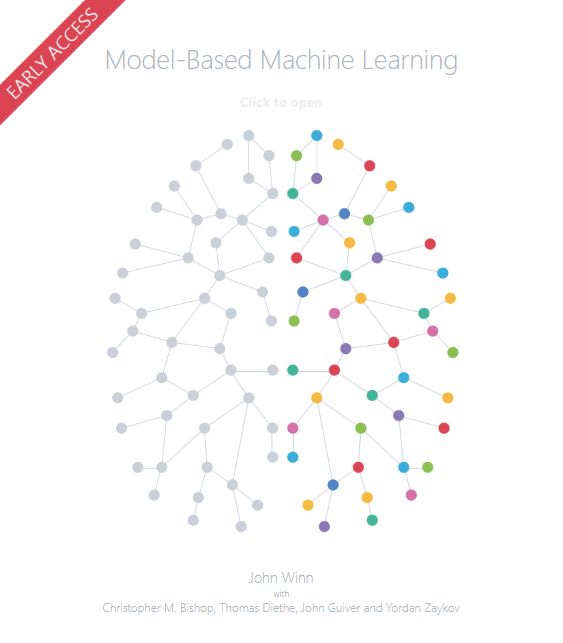 EARLY ACCESS
Model-Based Machine Learning
Click to open
John Winn
with
Christopher M. Bishop, Thomas Diethe, John Guiver and Yordan Zaykov